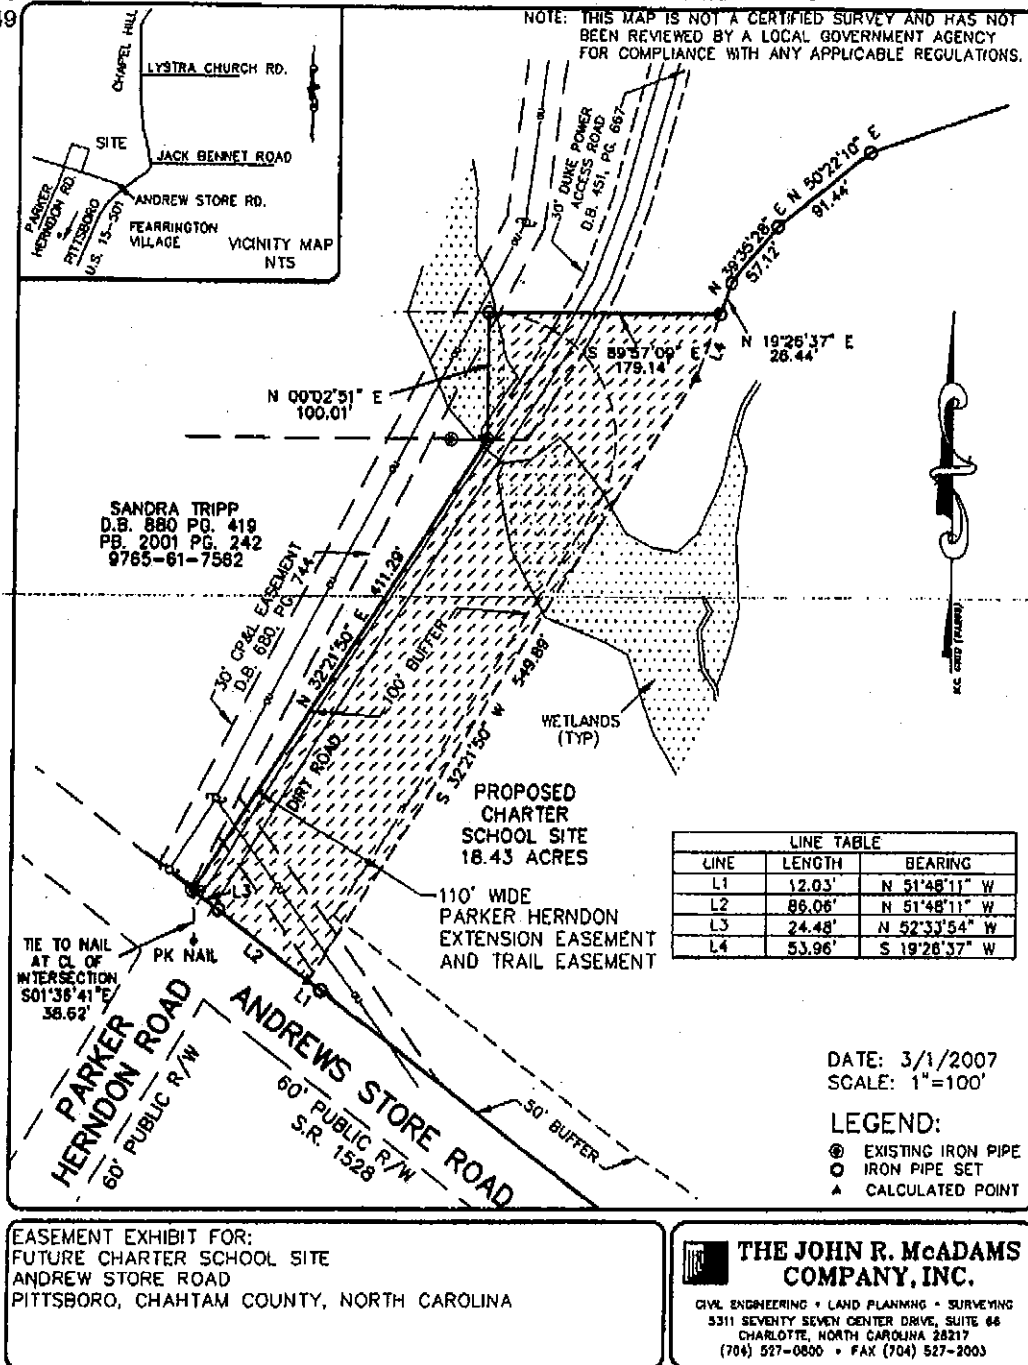 49
NOTE: THIS MAP IS NOT A CERTIFIED SURVEY AND HAS NOT
BEEN REVIEWED BY A LOCAL GOVERNMENT AGENCY
FOR COMPLIANCE WITH ANY APPLICABLE REGULATIONS.
CHAPEL HILL
LYSTRA CHURCH RD.
SITE
JACK BENNET ROAD
PARKER
HERNDON RD.
PITTSBORO
U.S. 15-501
ANDREW STORE RD.
FEARRINGTON
VILLAGE
VICINITY MAP
NTS
30' DUKE POWER
ACCESS ROAD
D.B. 451, PG. 667
N 50°22'10" E
91.44'
N 39°35'28" E
57.12'
N 19°26'37" E
26.44'
L4
S 89°57'09" E
179.14'
N 00°02'51" E
100.01'
SANDRA TRIPP
D.B. 880 PG. 419
PB. 2001 PG. 242
9765-61-7562
30' CP&L EASEMENT
D.B. 680, PG. 744
N 32°21'50" E 411.29'
100' BUFFER
S 32°21'50" W 549.89'
DIRT ROAD
WETLANDS
(TYP)
PROPOSED
CHARTER
SCHOOL SITE
18.43 ACRES
110' WIDE
PARKER HERNDON
EXTENSION EASEMENT
AND TRAIL EASEMENT
LINE TABLE
LINE LENGTH BEARING
L1 12.03' N 51°48'11" W
L2 86.06' N 51°48'11" W
L3 24.48' N 52°33'54" W
L4 53.96' S 19°26'37" W
L3
L2
L1
TIE TO NAIL
AT CL OF
INTERSECTION
S01°36'41"E
38.62'
PK NAIL
PARKER
HERNDON ROAD
60' PUBLIC R/W
ANDREWS STORE ROAD
60' PUBLIC R/W
S.R. 1528
50' BUFFER
DATE: 3/1/2007
SCALE: 1"=100'
LEGEND:
EXISTING IRON PIPE
IRON PIPE SET
CALCULATED POINT
EASEMENT EXHIBIT FOR:
FUTURE CHARTER SCHOOL SITE
ANDREW STORE ROAD
PITTSBORO, CHAHTAM COUNTY, NORTH CAROLINA
THE JOHN R. McADAMS
COMPANY, INC.
CIVIL ENGINEERING • LAND PLANNING • SURVEYING
5311 SEVENTY SEVEN CENTER DRIVE, SUITE 66
CHARLOTTE, NORTH CAROLINA 28217
(704) 527-0800 • FAX (704) 527-2003